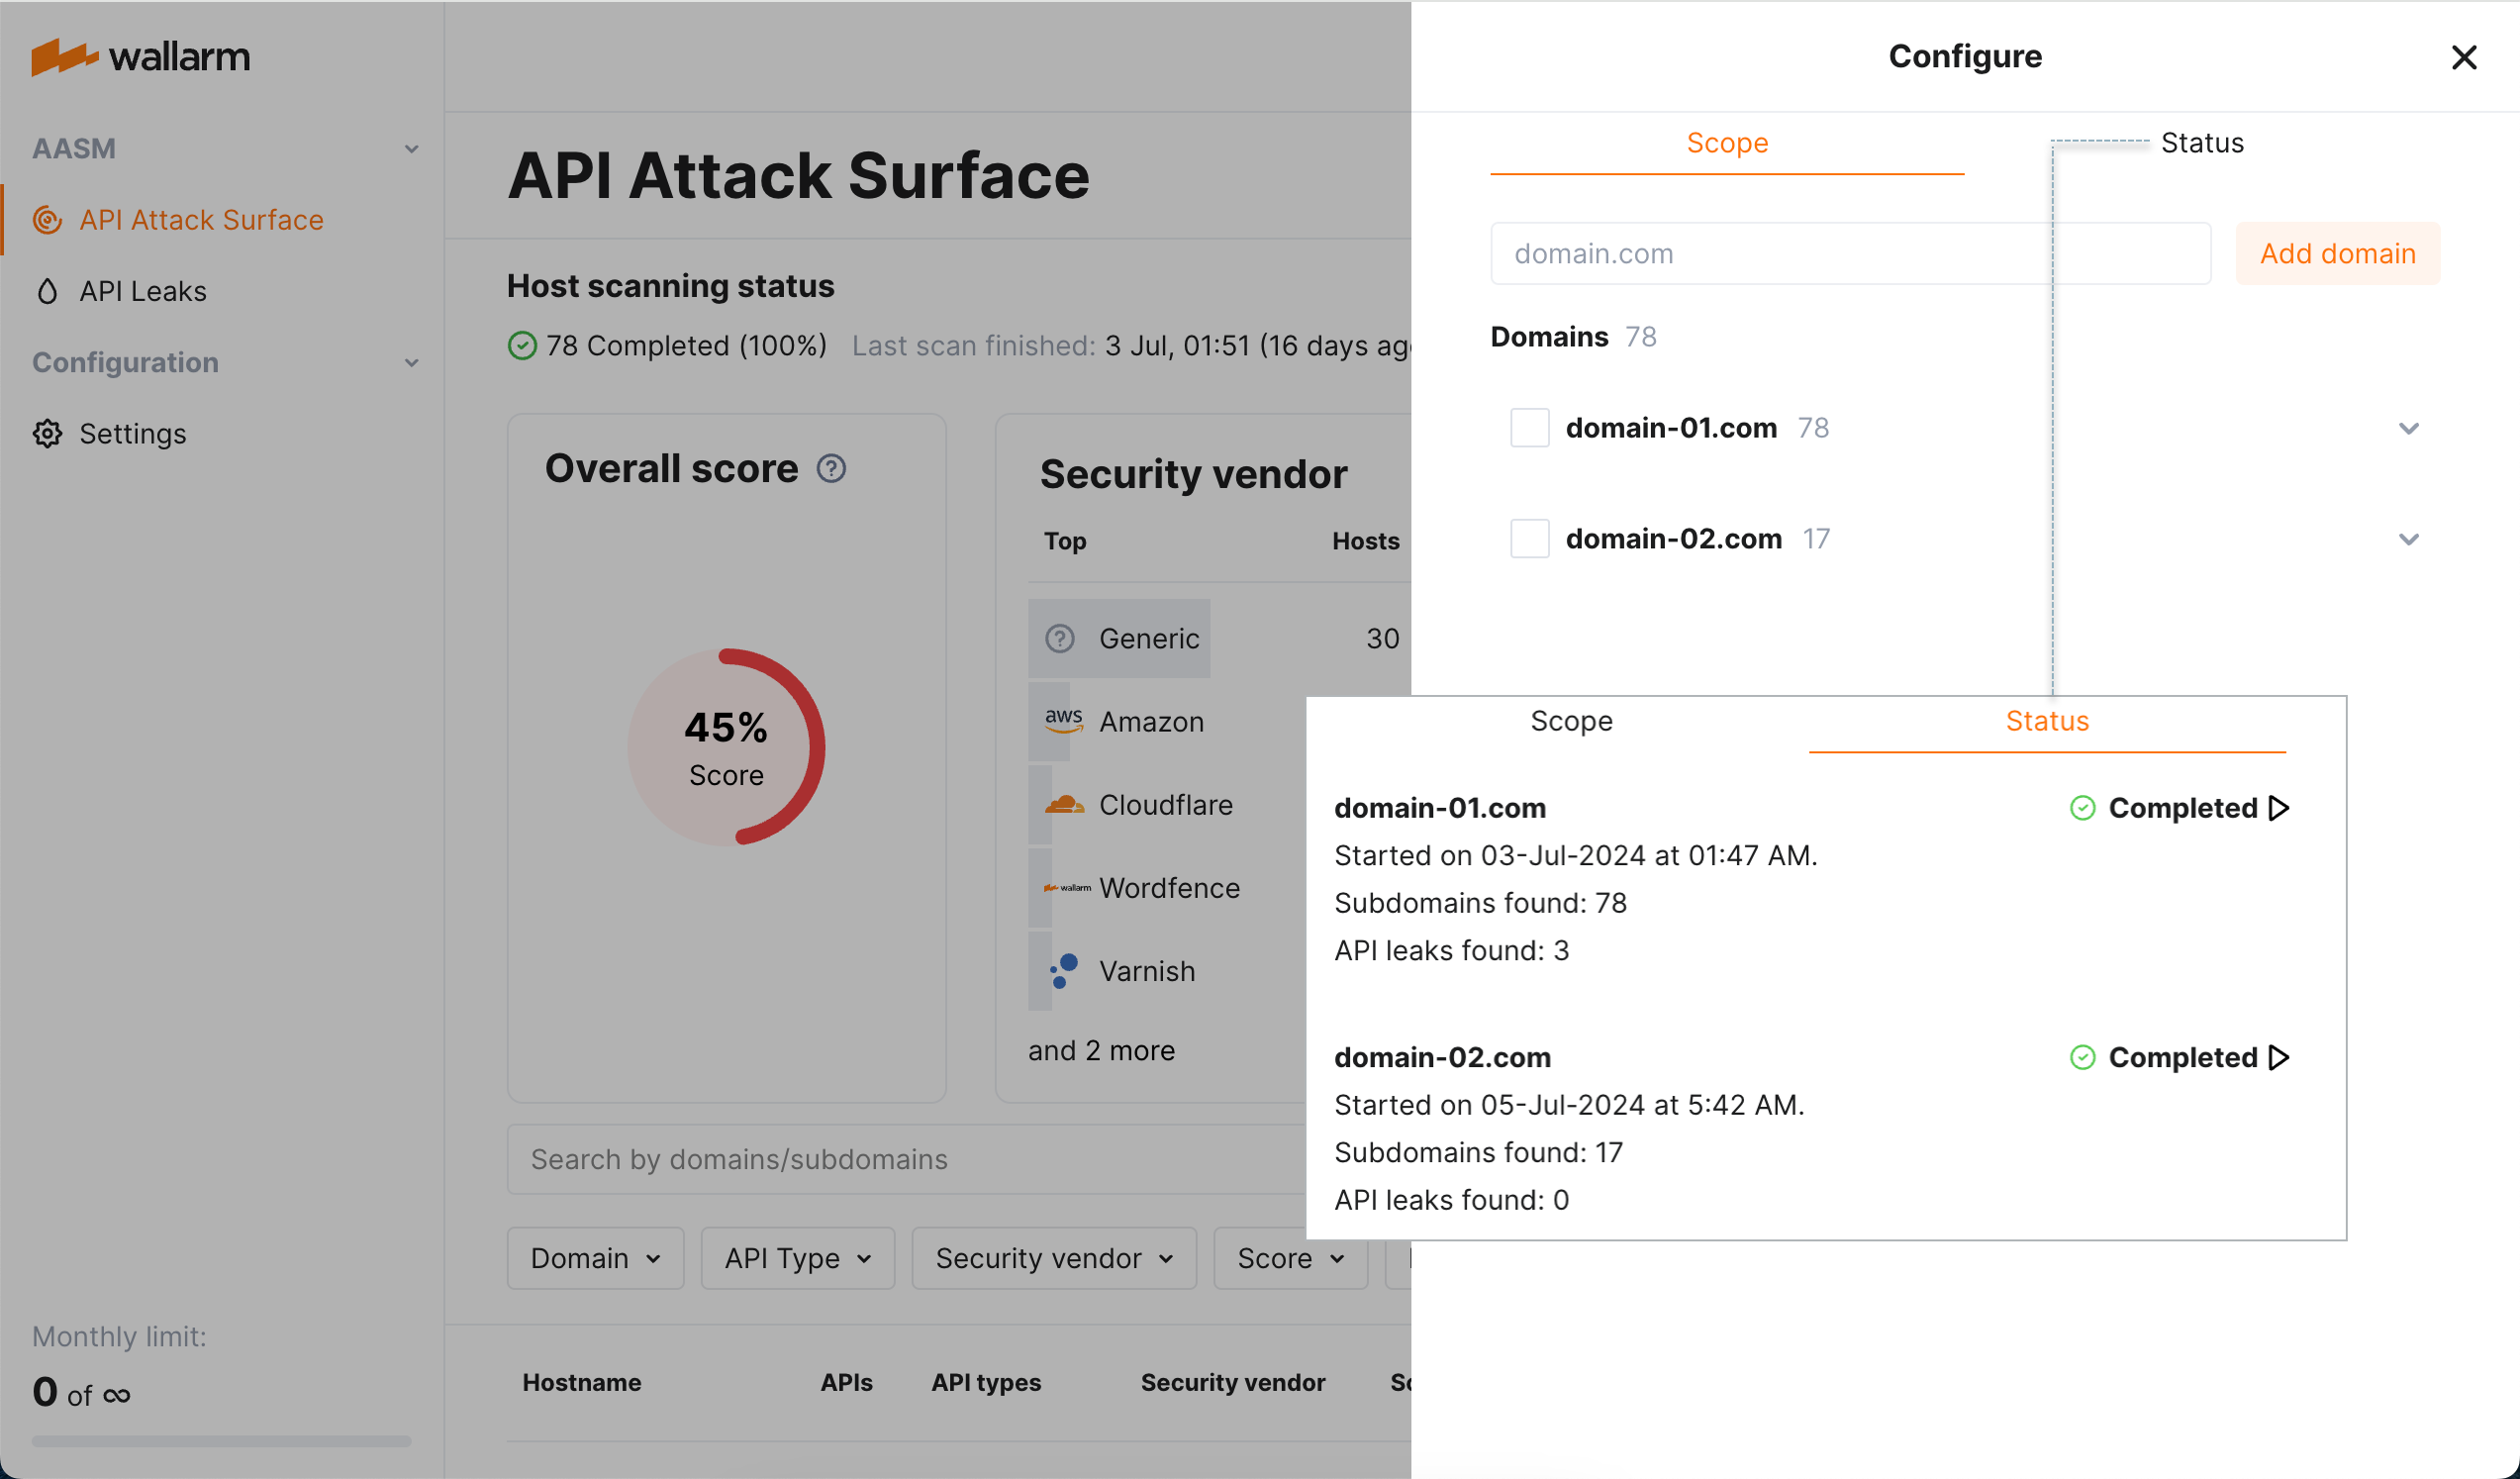 wallarm
AASM
API Attack Surface
API Leaks
Configuration
Settings
Monthly limit:
0 of ∞
API Attack Surface
Host scanning status
78 Completed (100%) Last scan finished: 3 Jul, 01:51 (16 days
Overall score
45%
Score
Security vendor
Top Hosts
Generic 30
aws Amazon
Cloudflare
wallarm Wordfence
Varnish
and 2 more
Search by domains/subdomains
Domain API Type Security vendor Score
Hostname APIs API types Security vendor
Configure
Scope Status
domain.com Add domain
Domains 78
domain-01.com 78
domain-02.com 17
Scope Status
domain-01.com Completed
Started on 03-Jul-2024 at 01:47 AM.
Subdomains found: 78
API leaks found: 3
domain-02.com Completed
Started on 05-Jul-2024 at 5:42 AM.
Subdomains found: 17
API leaks found: 0